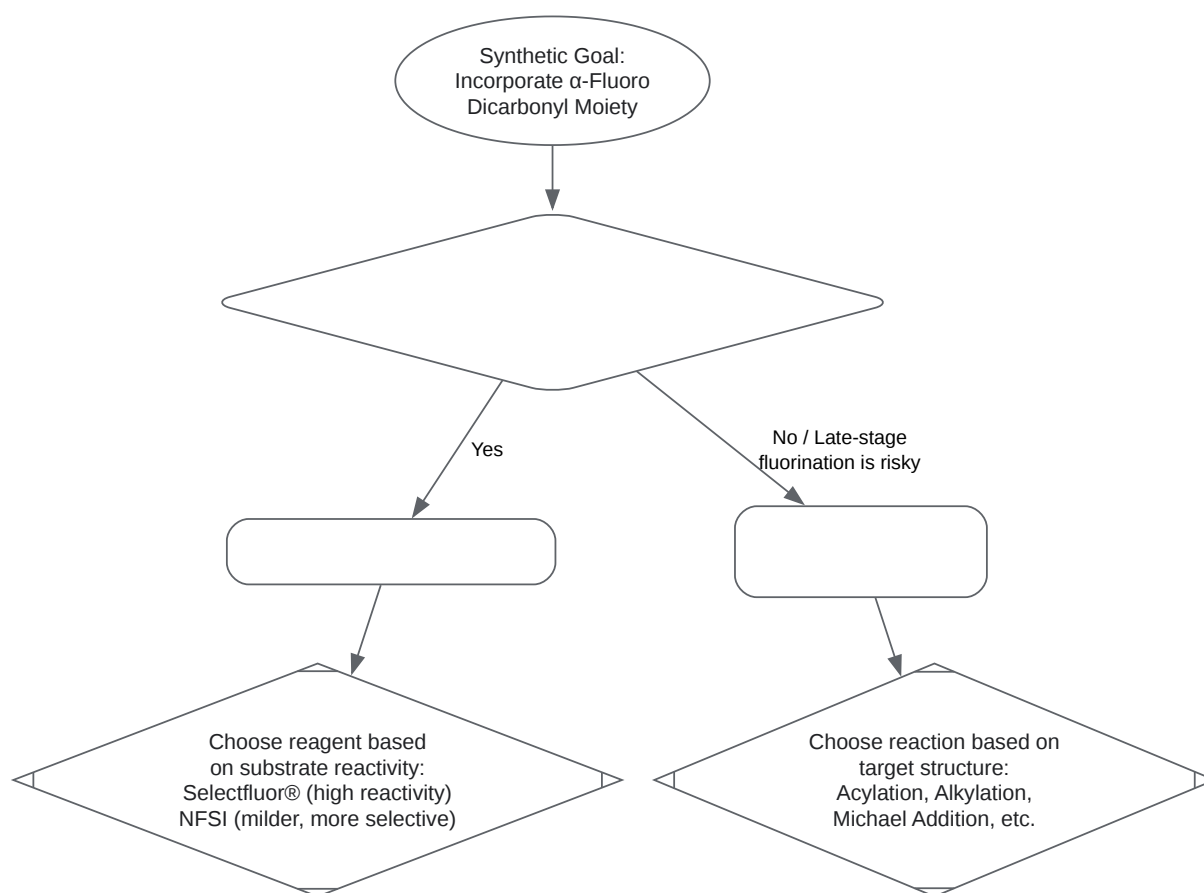 Synthetic Goal:
Incorporate α-Fluoro
Dicarbonyl Moiety
Yes
No / Late-stage
fluorination is risky
Choose reagent based
on substrate reactivity:
Selectfluor® (high reactivity)
NFSI (milder, more selective)
Choose reaction based on
target structure:
Acylation, Alkylation,
Michael Addition, etc.